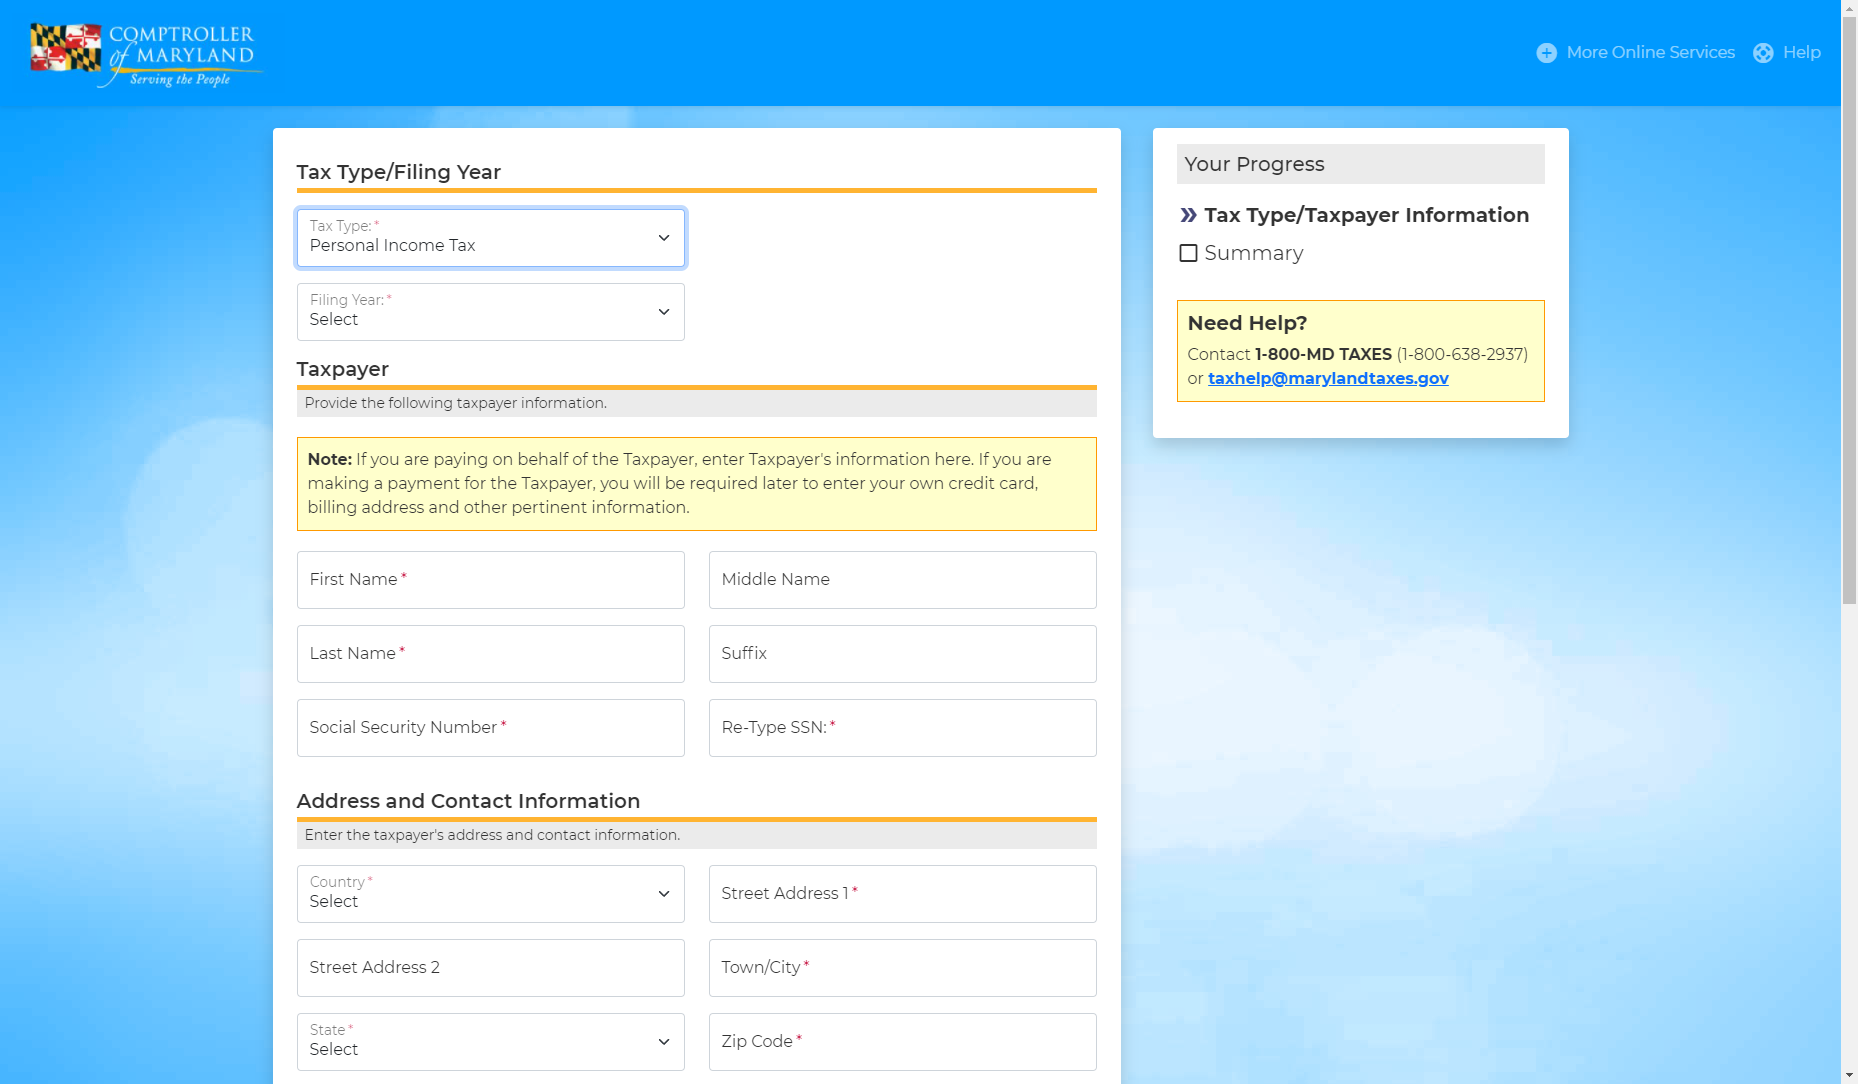 COMPTROLLER
of MARYLAND
Serving the People
More Online Services
Help
Tax Type/Filing Year
Tax Type:*
Personal Income Tax
Filing Year:*
Select
Taxpayer
Provide the following taxpayer information.
Note: If you are paying on behalf of the Taxpayer, enter Taxpayer's information here. If you are
making a payment for the Taxpayer, you will be required later to enter your own credit card,
billing address and other pertinent information.
First Name*
Middle Name
Last Name*
Suffix
Social Security Number*
Re-Type SSN:*
Address and Contact Information
Enter the taxpayer's address and contact information.
Country*
Select
Street Address 1*
Street Address 2
Town/City*
State*
Select
Zip Code*
Your Progress
Tax Type/Taxpayer Information
Summary
Need Help?
Contact 1-800-MD TAXES (1-800-638-2937)
or taxhelp@marylandtaxes.gov